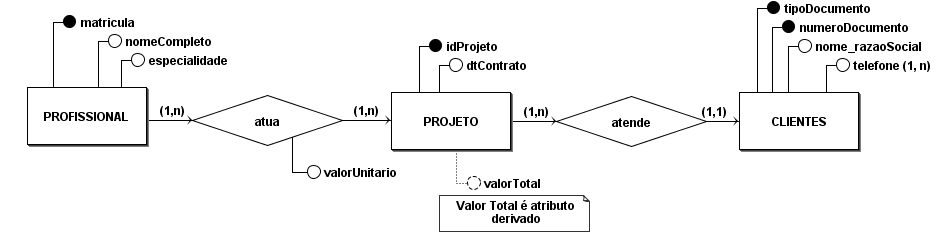 tipoDocumento
matricula
numeroDocumento
nomeCompleto
idProjeto
nome_razaoSocial
especialidade
dtContrato
telefone (1, n)
PROFISSIONAL
(1,n)
atua
(1,n)
PROJETO
(1,n)
atende
(1,1)
CLIENTES
valorUnitario
valorTotal
Valor Total é atributo
derivado